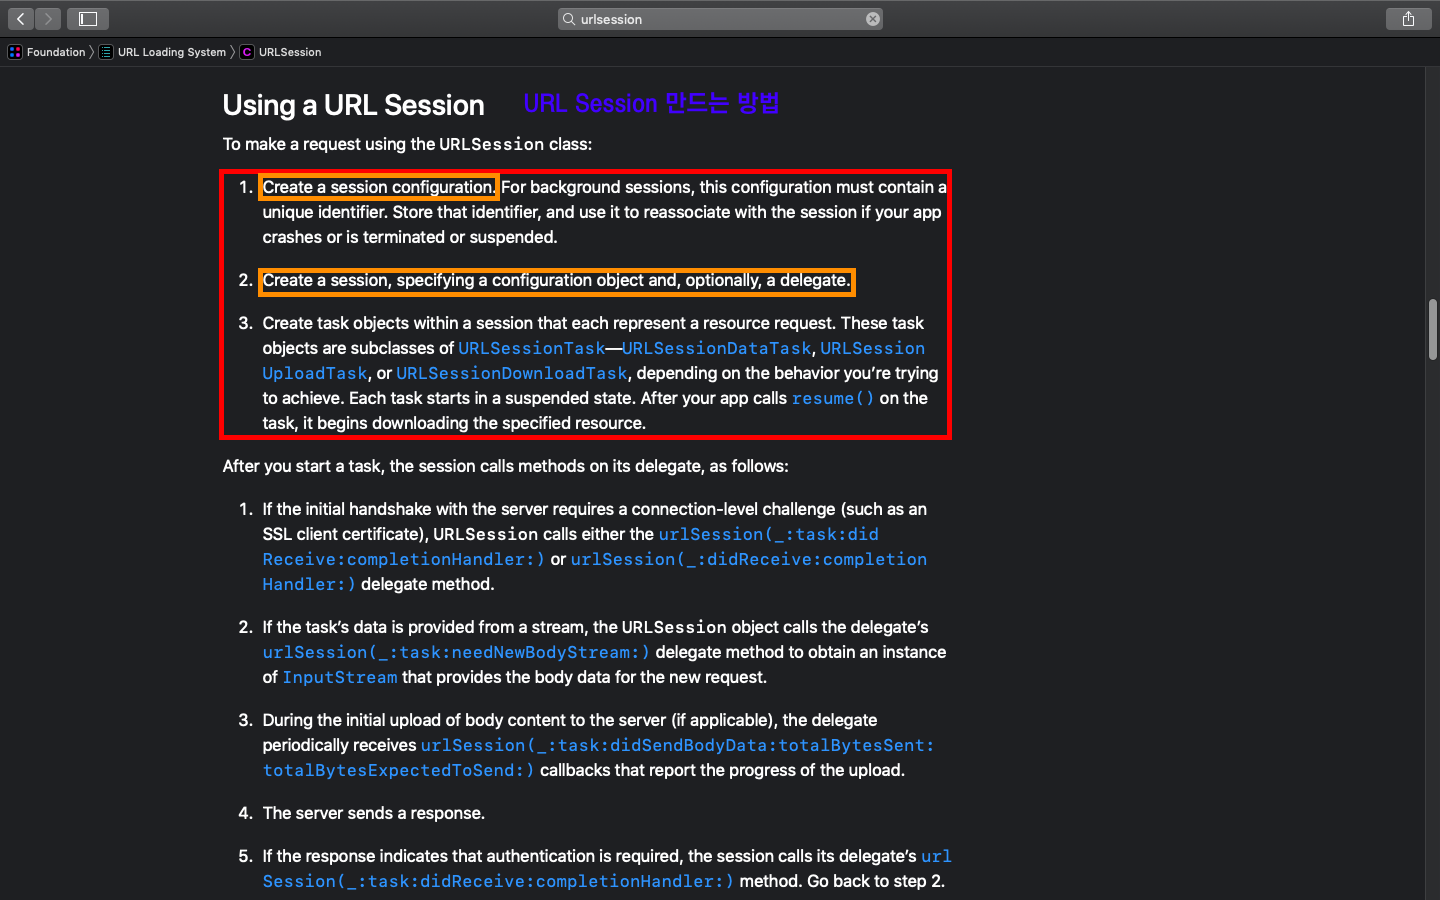 urlsession
Foundation
URL Loading System
C URLSession
Using a URL Session
URL Session 만드는 방법
To make a request using the URLSession class:
1. Create a session configuration. For background sessions, this configuration must contain a
unique identifier. Store that identifier, and use it to reassociate with the session if your app
crashes or is terminated or suspended.
2. Create a session, specifying a configuration object and, optionally, a delegate.
3. Create task objects within a session that each represent a resource request. These task
objects are subclasses of URLSessionTask—URLSessionDataTask, URLSession
UploadTask, or URLSessionDownloadTask, depending on the behavior you’re trying
to achieve. Each task starts in a suspended state. After your app calls resume() on the
task, it begins downloading the specified resource.
After you start a task, the session calls methods on its delegate, as follows:
1. If the initial handshake with the server requires a connection-level challenge (such as an
SSL client certificate), URLSession calls either the urlSession(_:task:did
Receive:completionHandler:) or urlSession(_:didReceive:completion
Handler:) delegate method.
2. If the task’s data is provided from a stream, the URLSession object calls the delegate’s
urlSession(_:task:needNewBodyStream:) delegate method to obtain an instance
of InputStream that provides the body data for the new request.
3. During the initial upload of body content to the server (if applicable), the delegate
periodically receives urlSession(_:task:didSendBodyData:totalBytesSent:
totalBytesExpectedToSend:) callbacks that report the progress of the upload.
4. The server sends a response.
5. If the response indicates that authentication is required, the session calls its delegate’s url
Session(_:task:didReceive:completionHandler:) method. Go back to step 2.